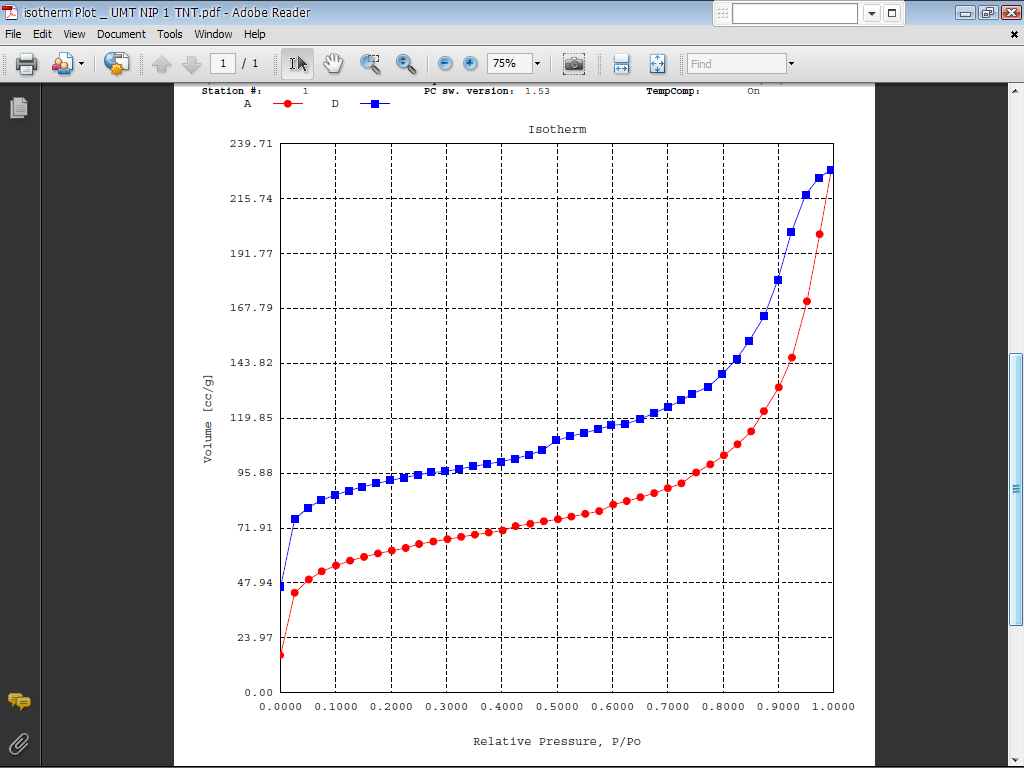 isotherm Plot _ UMT NIP 1 TNT.pdf - Adobe Reader
File Edit View Document Tools Window Help
1 / 1 75% Find
Station #: 1 PC sw. version: 1.53 TempComp: On
A D
Isotherm
239.71
215.74
191.77
167.79
143.82
119.85
95.88
71.91
47.94
23.97
0.00
Volume [cc/g]
0.0000 0.1000 0.2000 0.3000 0.4000 0.5000 0.6000 0.7000 0.8000 0.9000 1.0000
Relative Pressure, P/Po